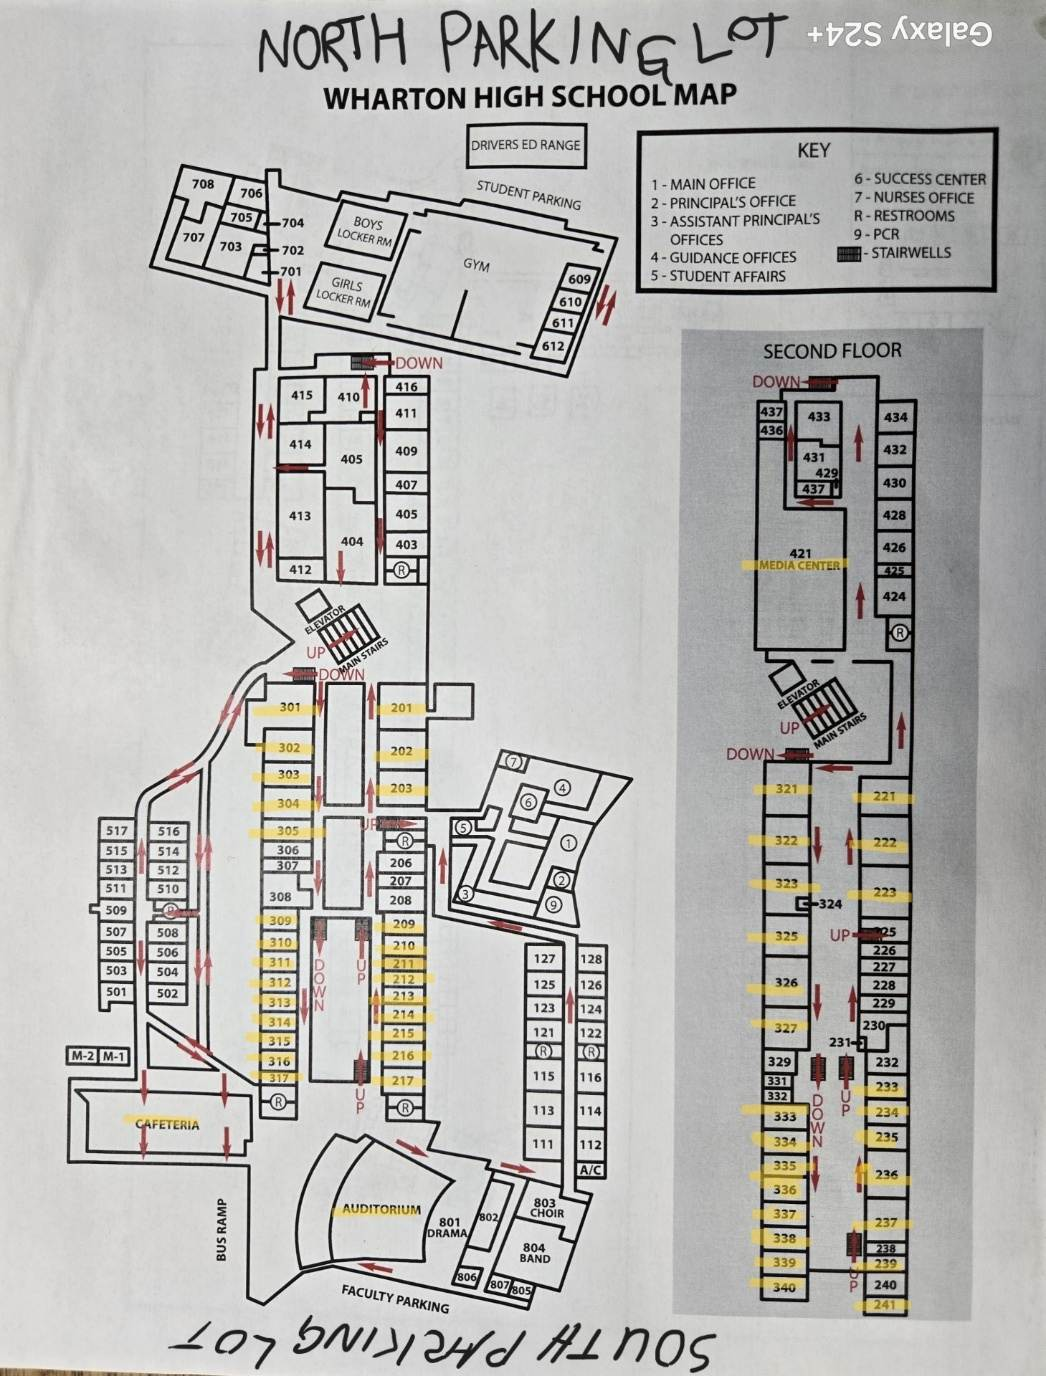 NORTH PARKING LOT
Galaxy S24+
WHARTON HIGH SCHOOL MAP
DRIVERS ED RANGE
STUDENT PARKING
KEY
1 - MAIN OFFICE
2 - PRINCIPAL'S OFFICE
3 - ASSISTANT PRINCIPAL'S
OFFICES
4 - GUIDANCE OFFICES
5 - STUDENT AFFAIRS
6 - SUCCESS CENTER
7 - NURSES OFFICE
R - RESTROOMS
9 - PCR
- STAIRWELLS
708
706
705
704
707
703
702
701
BOYS
LOCKER RM
GIRLS
LOCKER RM
GYM
609
610
611
612
DOWN
415
410
416
411
414
405
409
407
413
405
404
403
412
R
ELEVATOR
UP
MAIN STAIRS
DOWN
301
201
302
202
303
203
304
305
UP
R
306
206
307
207
308
208
309
209
310
210
311
211
312
212
313
213
314
214
315
215
316
216
317
217
R
R
DOWN
UP
UP
7
4
6
5
1
2
3
9
517
516
515
514
513
512
511
510
509
R
507
508
505
506
503
504
501
502
M-2
M-1
CAFETERIA
127
128
125
126
123
124
121
122
R
R
115
116
113
114
111
112
A/C
AUDITORIUM
801
DRAMA
802
803
CHOIR
804
BAND
806
807
805
BUS RAMP
FACULTY PARKING
SECOND FLOOR
DOWN
437
433
434
436
432
431
429
430
437
428
421
MEDIA CENTER
426
425
424
R
ELEVATOR
UP
MAIN STAIRS
DOWN
321
221
322
222
323
223
324
325
UP
225
226
326
227
228
229
327
230
231
329
232
331
332
233
333
234
334
235
335
236
336
337
237
338
238
339
239
340
240
241
DOWN
UP
UP
SOUTH PARKING LOT